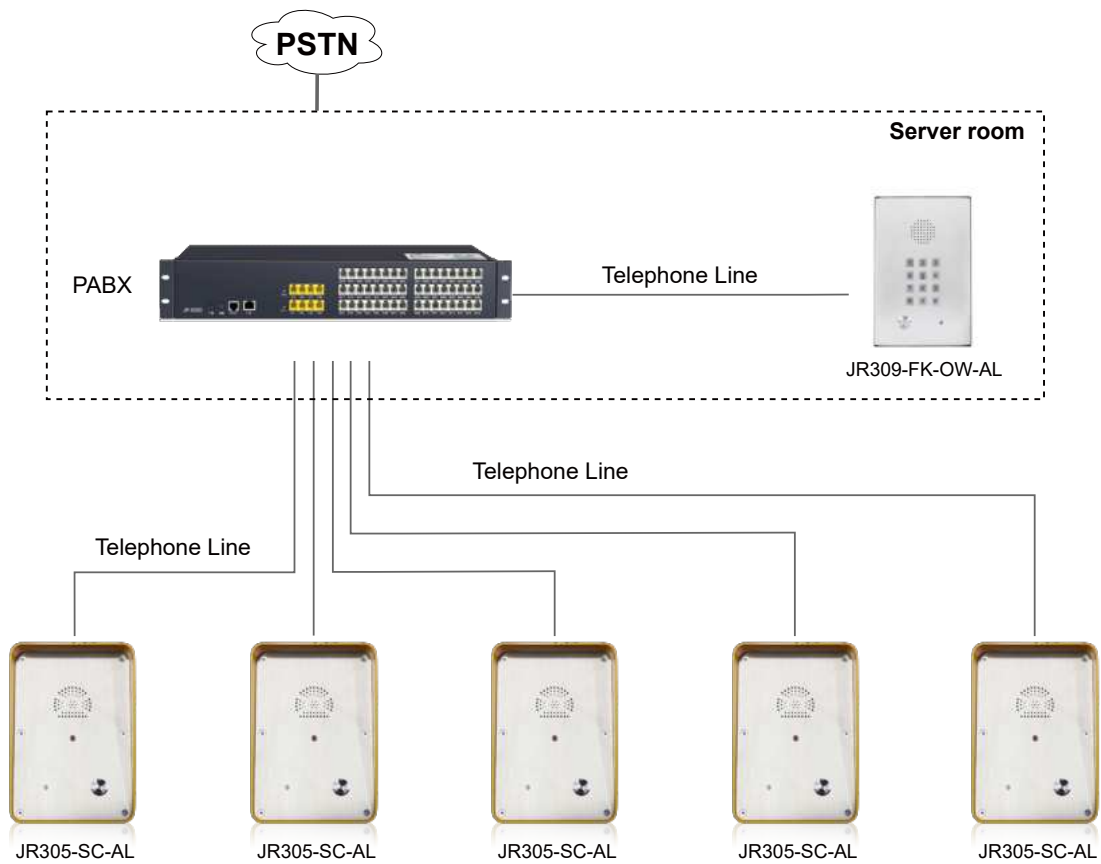 PSTN
Server room
PABX
Telephone Line
JR309-FK-OW-AL
Telephone Line
Telephone Line
JR305-SC-AL
JR305-SC-AL
JR305-SC-AL
JR305-SC-AL
JR305-SC-AL